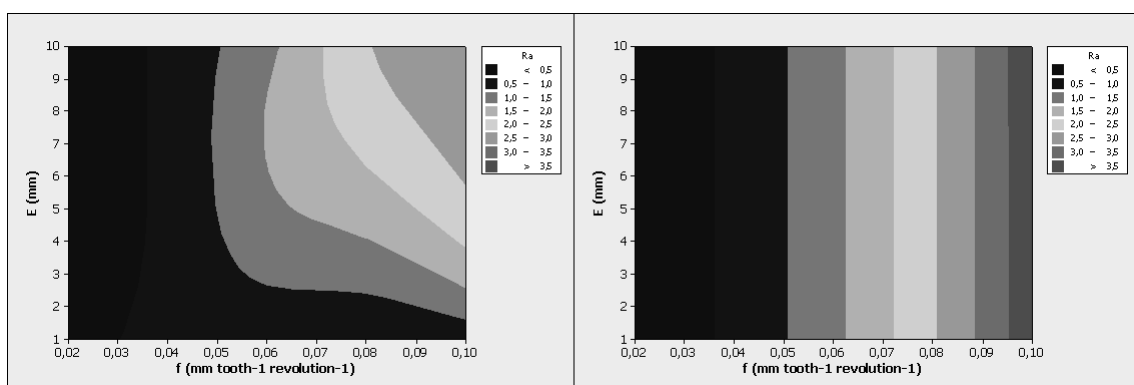 10
9
8
7
6
5
4
3
2
1
E (mm)
0,02 0,03 0,04 0,05 0,06 0,07 0,08 0,09 0,10
f (mm tooth-1 revolution-1)
Ra
< 0,5
0,5 – 1,0
1,0 – 1,5
1,5 – 2,0
2,0 – 2,5
2,5 – 3,0
3,0 – 3,5
> 3,5
10
9
8
7
6
5
4
3
2
1
E (mm)
0,02 0,03 0,04 0,05 0,06 0,07 0,08 0,09 0,10
f (mm tooth-1 revolution-1)
Ra
< 0,5
0,5 – 1,0
1,0 – 1,5
1,5 – 2,0
2,0 – 2,5
2,5 – 3,0
3,0 – 3,5
> 3,5